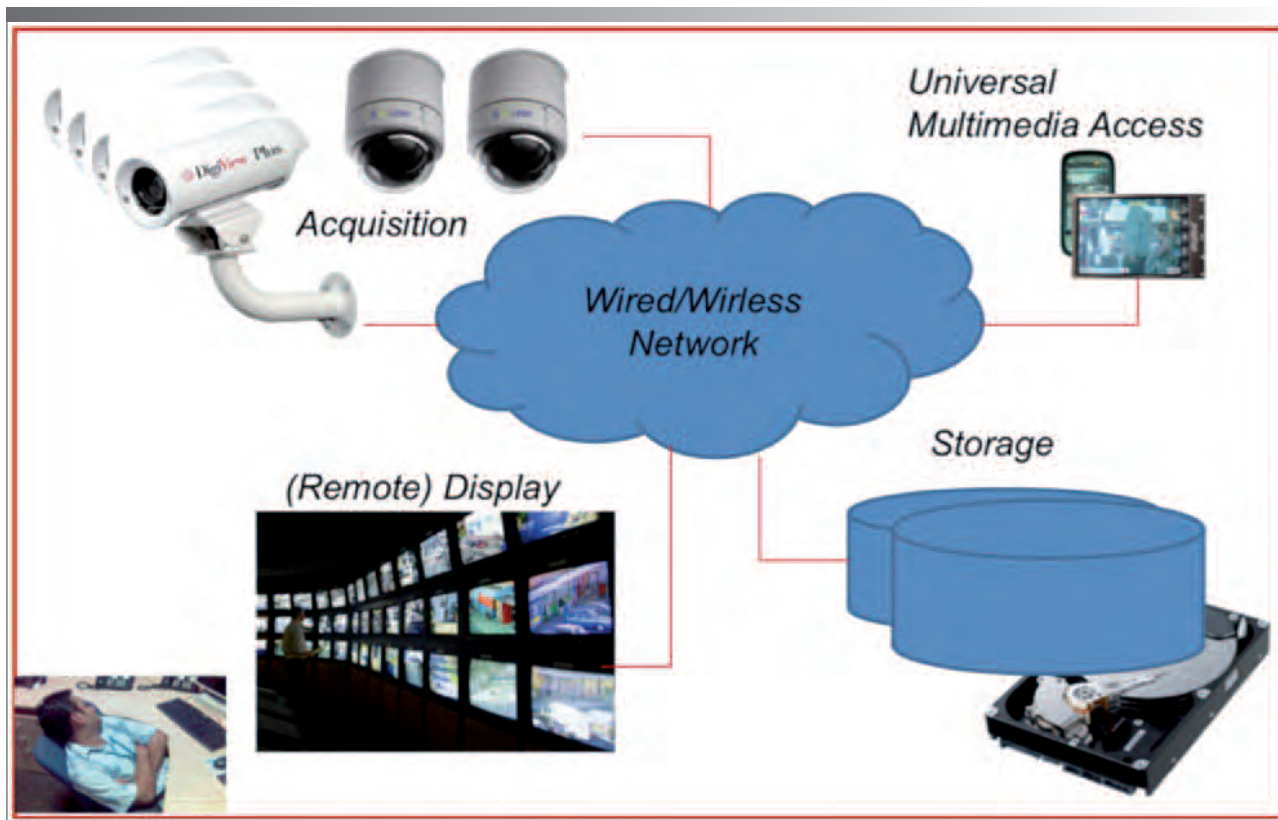 Universal
Multimedia Access
DigiView Plus
Acquisition
Wired/Wirless
Network
Storage
(Remote) Display